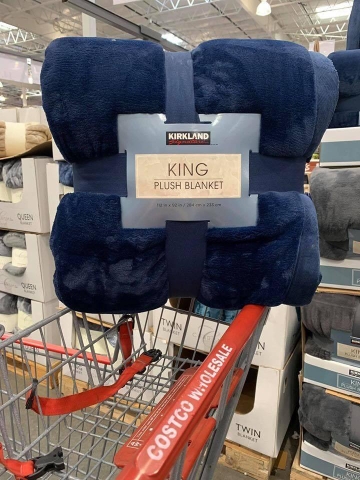 KIRKLAND
Signature
KING
PLUSH BLANKET
QUEEN
QUEEN
TWIN
TWIN
COSTCO WHOLESALE